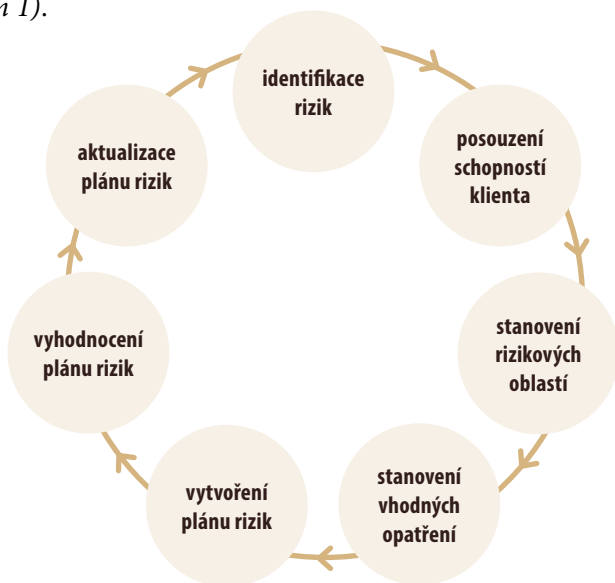 1).
identifikace
rizik
posouzení
schopností
klienta
stanovení
rizikových
oblastí
stanovení
vhodných
opatření
vytvoření
plánu rizik
vyhodnocení
plánu rizik
aktualizace
plánu rizik